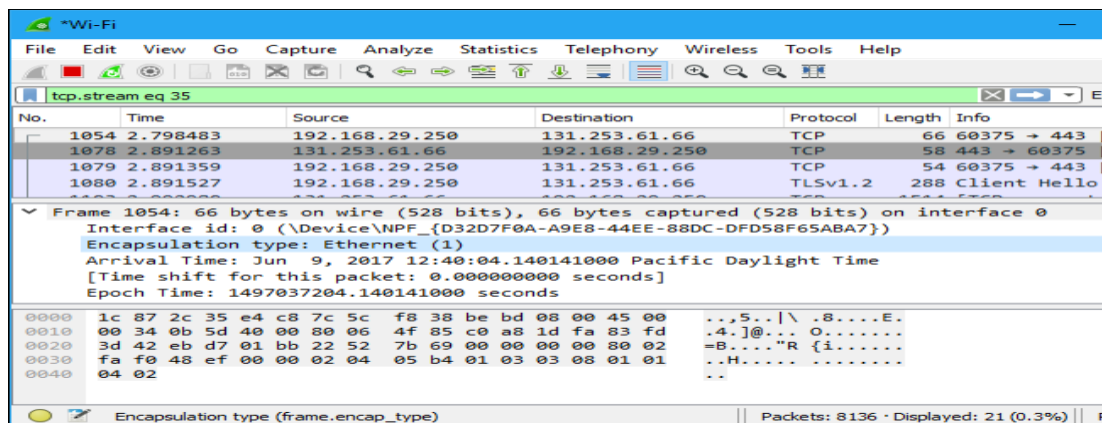 *Wi-Fi
File Edit View Go Capture Analyze Statistics Telephony Wireless Tools Help
tcp.stream eq 35
No. Time Source Destination Protocol Length Info
1054 2.798483 192.168.29.250 131.253.61.66 TCP 66 60375 → 443
1078 2.891263 131.253.61.66 192.168.29.250 TCP 58 443 → 60375
1079 2.891359 192.168.29.250 131.253.61.66 TCP 54 60375 → 443
1080 2.891527 192.168.29.250 131.253.61.66 TLSv1.2 288 Client Hello
Frame 1054: 66 bytes on wire (528 bits), 66 bytes captured (528 bits) on interface 0
Interface id: 0 (\Device\NPF_{D32D7F0A-A9E8-44EE-88DC-DFD58F65ABA7})
Encapsulation type: Ethernet (1)
Arrival Time: Jun 9, 2017 12:40:04.140141000 Pacific Daylight Time
[Time shift for this packet: 0.000000000 seconds]
Epoch Time: 1497037204.140141000 seconds
0000 1c 87 2c 35 e4 c8 7c 5c f8 38 be bd 08 00 45 00 ..,5..|\ .8....E.
0010 00 34 0b 5d 40 00 80 06 4f 85 c0 a8 1d fa 83 fd .4.]@... O.......
0020 3d 42 eb d7 01 bb 22 52 7b 69 00 00 00 00 80 02 =B...."R {i......
0030 fa f0 48 ef 00 00 02 04 05 b4 01 03 03 08 01 01 ..H..... ........
0040 04 02 ..
Encapsulation type (frame.encap_type) Packets: 8136 · Displayed: 21 (0.3%)